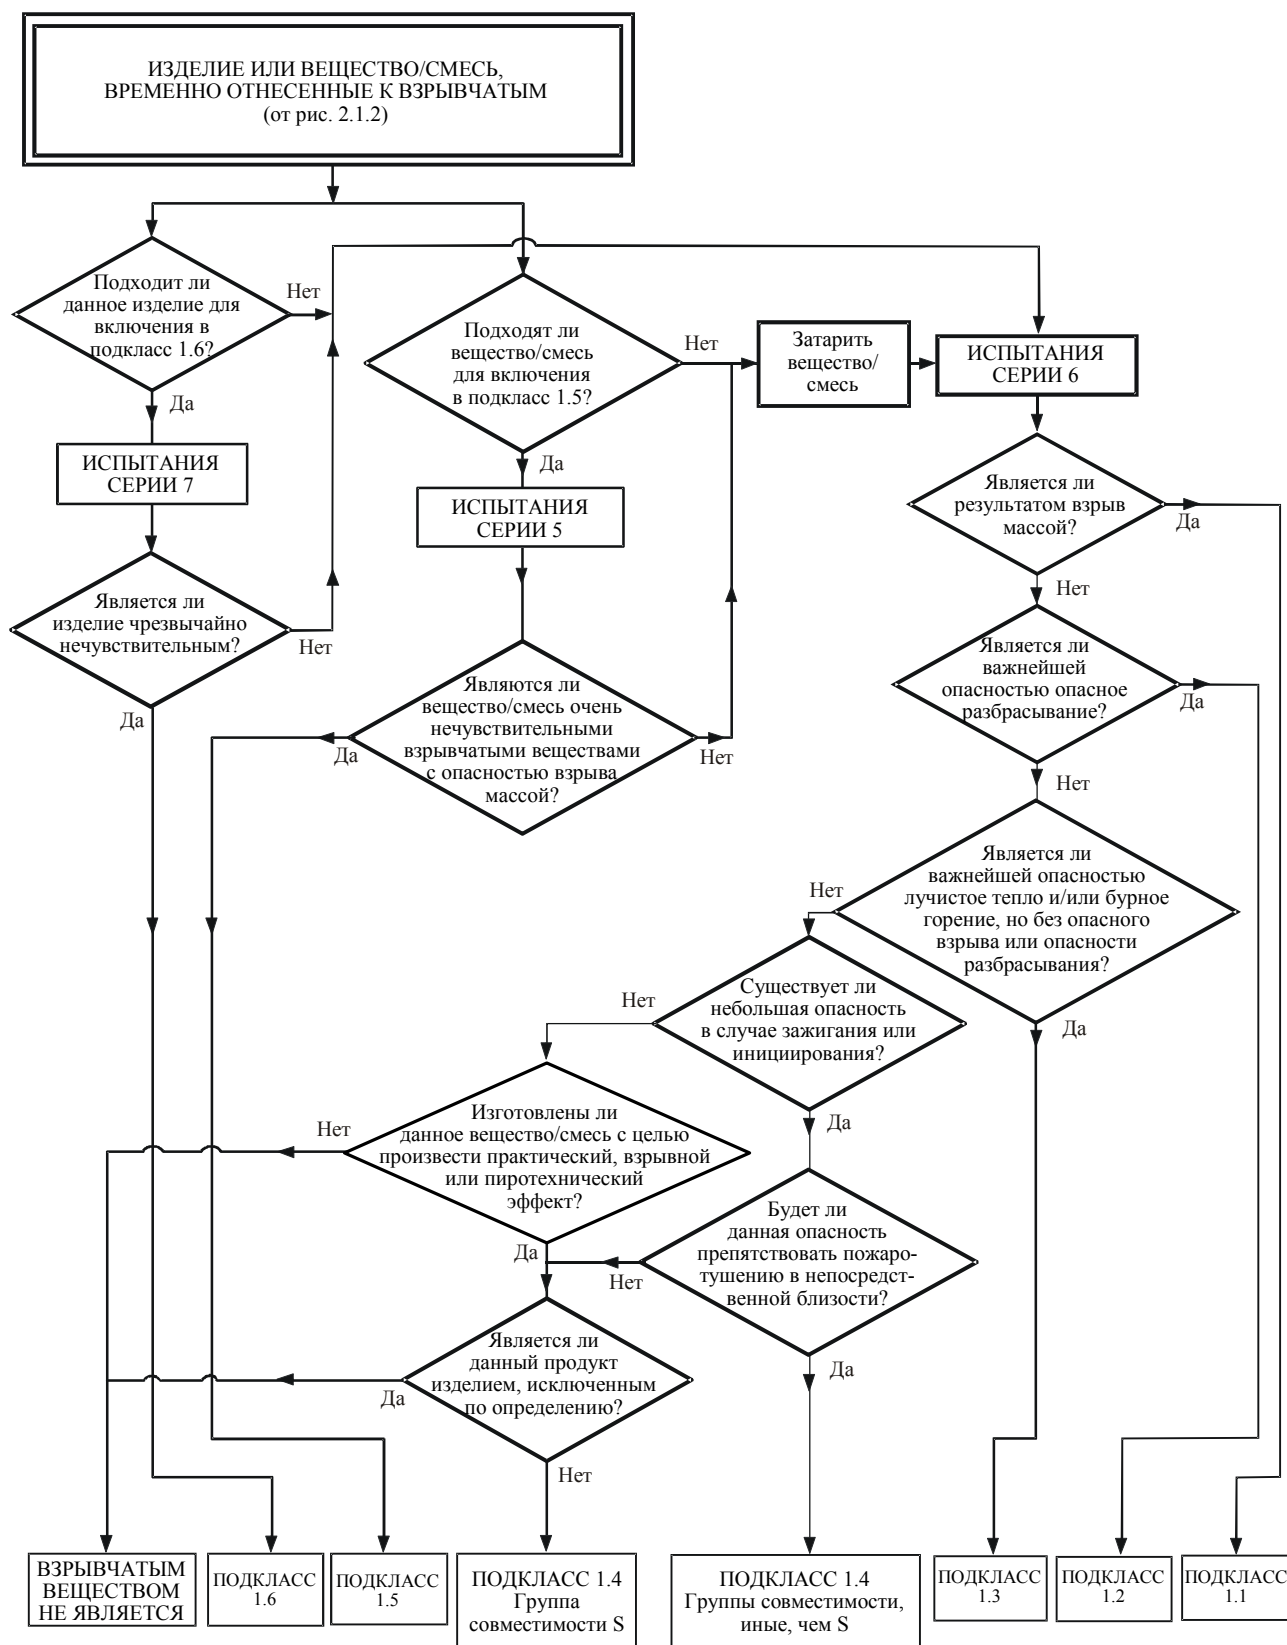 ИЗДЕЛИЕ ИЛИ ВЕЩЕСТВО/СМЕСЬ,
ВРЕМЕННО ОТНЕСЕННЫЕ К ВЗРЫВЧАТЫМ
(от рис. 2.1.2)
Подходит ли
данное изделие для
включения в
подкласс 1.6?
Нет
Да
ИСПЫТАНИЯ
СЕРИИ 7
Является ли
изделие чрезвычайно
нечувствительным?
Нет
Да
Подходят ли
вещество/смесь
для включения
в подкласс 1.5?
Нет
Да
ИСПЫТАНИЯ
СЕРИИ 5
Являются ли
вещество/смесь очень
нечувствительными
взрывчатыми веществами
с опасностью взрыва
массой?
Да
Нет
Затарить
вещество/
смесь
ИСПЫТАНИЯ
СЕРИИ 6
Является ли
результатом взрыв
массой?
Да
Нет
Является ли
важнейшей
опасностью опасное
разбрасывание?
Да
Нет
Является ли
важнейшей опасностью
лучистое тепло и/или бурное
горение, но без опасного
взрыва или опасности
разбрасывания?
Нет
Да
Существует ли
небольшая опасность
в случае зажигания или
инициирования?
Нет
Да
Изготовлены ли
данное вещество/смесь с целью
произвести практический, взрывной
или пиротехнический
эффект?
Нет
Да
Будет ли
данная опасность
препятствовать пожаро-
тушению в непосредст-
венной близости?
Нет
Да
Является ли
данный продукт
изделием, исключенным
по определению?
Да
Нет
ВЗРЫВЧАТЫМ
ВЕЩЕСТВОМ
НЕ ЯВЛЯЕТСЯ
ПОДКЛАСС
1.6
ПОДКЛАСС
1.5
ПОДКЛАСС 1.4
Группа
совместимости S
ПОДКЛАСС 1.4
Группы совместимости,
иные, чем S
ПОДКЛАСС
1.3
ПОДКЛАСС
1.2
ПОДКЛАСС
1.1